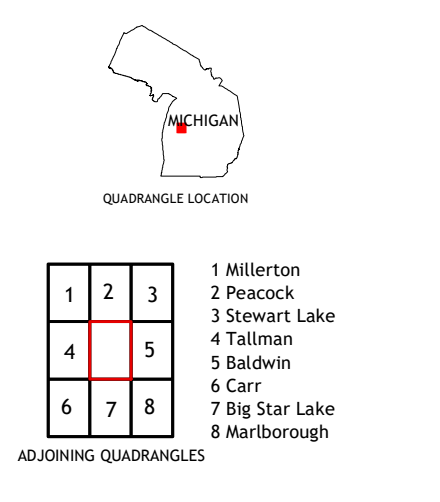 MICHIGAN
QUADRANGLE LOCATION
1 2 3
4 5
6 7 8
1 Millerton
2 Peacock
3 Stewart Lake
4 Tallman
5 Baldwin
6 Carr
7 Big Star Lake
8 Marlborough
ADJOINING QUADRANGLES